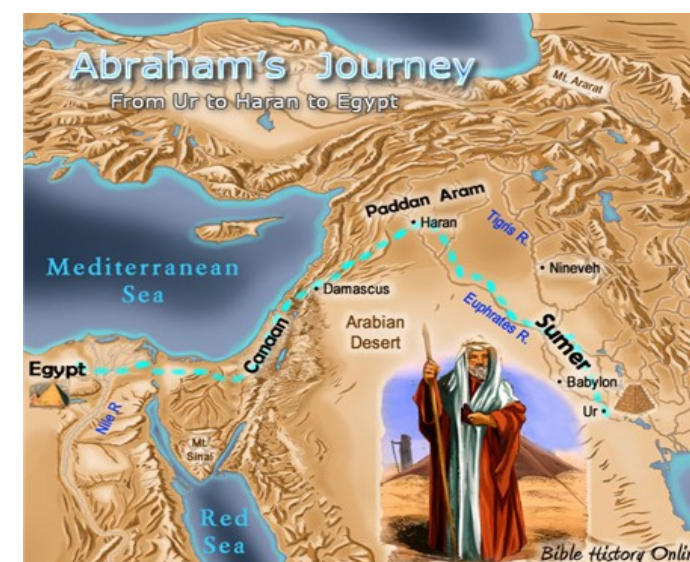 Abraham's Journey
From Ur to Haran to Egypt
Mt. Ararat
Paddan Aram
Haran
Tigris R.
Nineveh
Mediterranean
Sea
Damascus
Euphrates R.
Sumer
Arabian
Desert
Canaan
Egypt
Babylon
Ur
Nile R
Mt.
Sinai
Red
Sea
Bible History Onlin